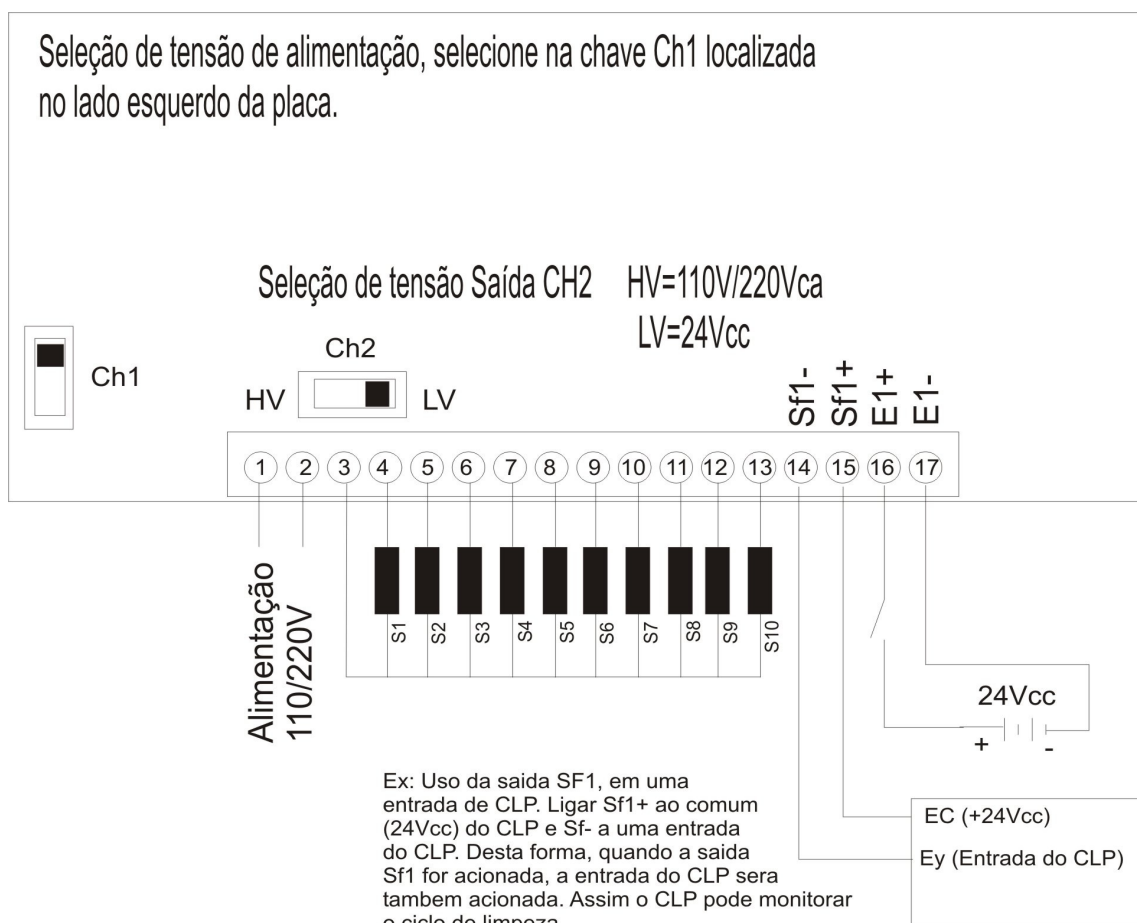 Seleção de tensão de alimentação, selecione na chave Ch1 localizada
no lado esquerdo da placa.
Seleção de tensão Saída CH2 HV=110V/220Vca
LV=24Vcc
Ch1
Ch2
HV LV
Sf1- Sf1+ E1+ E1-
1 2 3 4 5 6 7 8 9 10 11 12 13 14 15 16 17
Alimentação
110/220V
S1 S2 S3 S4 S5 S6 S7 S8 S9 S10
24Vcc
+ -
Ex: Uso da saida SF1, em uma
entrada de CLP. Ligar Sf1+ ao comum
(24Vcc) do CLP e Sf- a uma entrada
do CLP. Desta forma, quando a saida
Sf1 for acionada, a entrada do CLP sera
tambem acionada. Assim o CLP pode monitorar
o ciclo de limpeza
EC (+24Vcc)
Ey (Entrada do CLP)